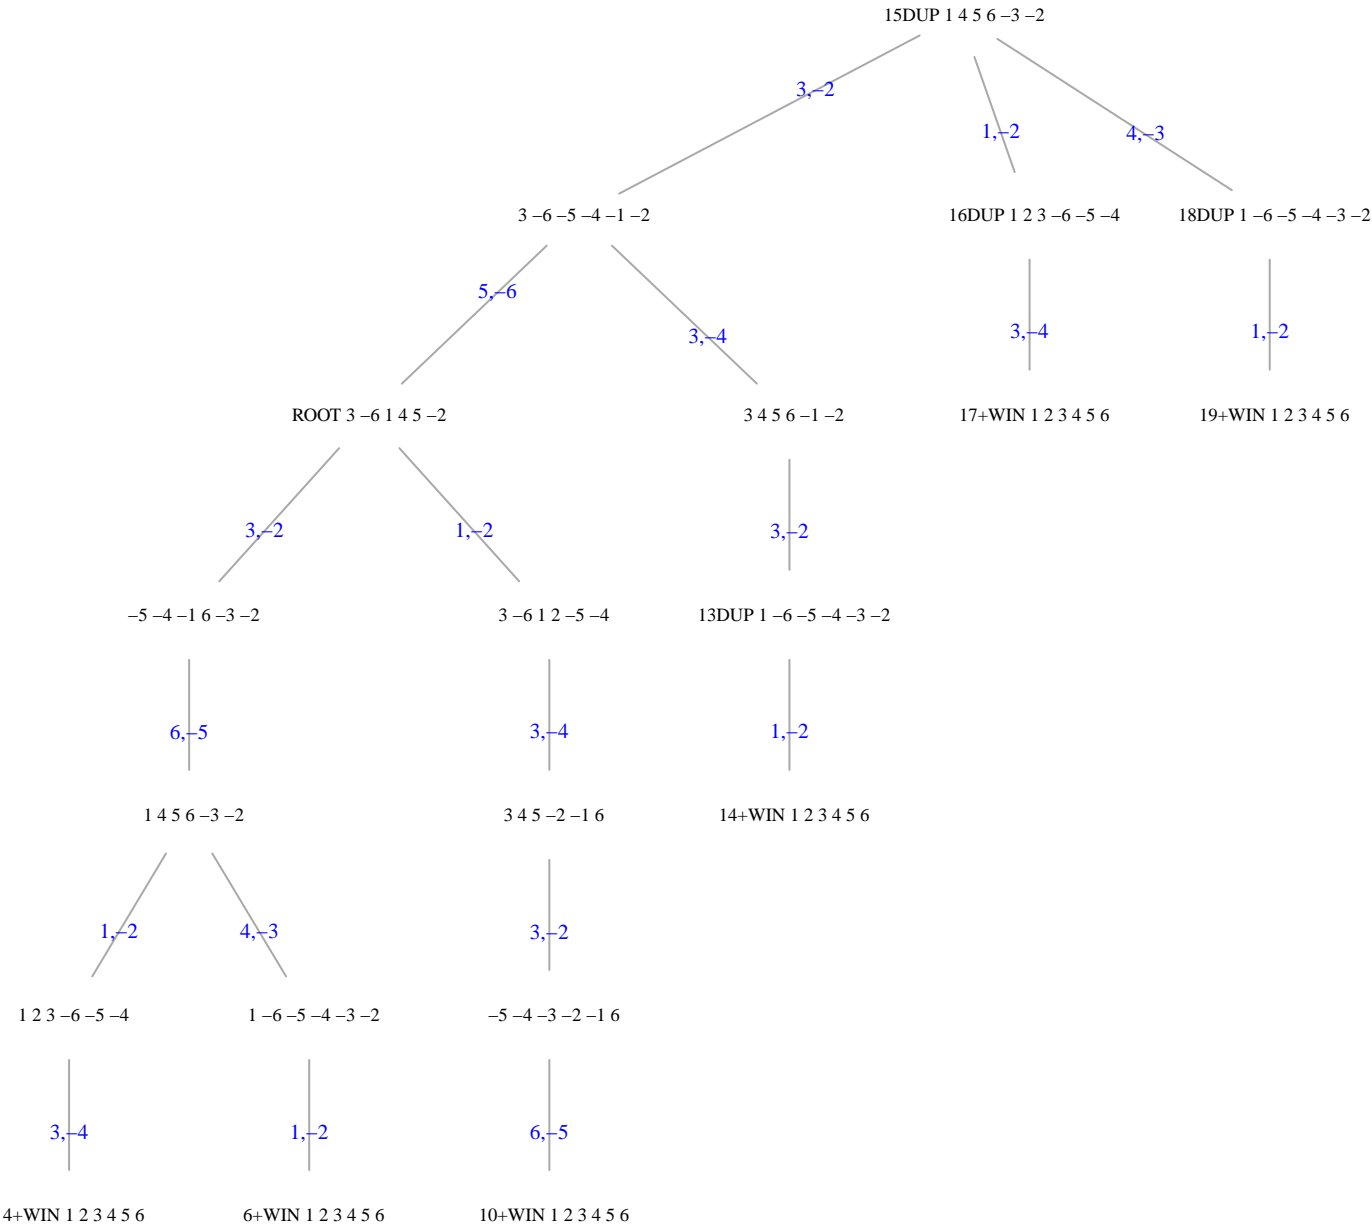 15DUP 1 4 5 6 –3 –2
3,–2
1,–2
4,–3
3 –6 –5 –4 –1 –2
16DUP 1 2 3 –6 –5 –4
18DUP 1 –6 –5 –4 –3 –2
5,–6
3,–4
3,–4
1,–2
ROOT 3 –6 1 4 5 –2
3 4 5 6 –1 –2
17+WIN 1 2 3 4 5 6
19+WIN 1 2 3 4 5 6
3,–2
1,–2
3,–2
–5 –4 –1 6 –3 –2
3 –6 1 2 –5 –4
13DUP 1 –6 –5 –4 –3 –2
6,–5
3,–4
1,–2
1 4 5 6 –3 –2
3 4 5 –2 –1 6
14+WIN 1 2 3 4 5 6
1,–2
4,–3
3,–2
1 2 3 –6 –5 –4
1 –6 –5 –4 –3 –2
–5 –4 –3 –2 –1 6
3,–4
1,–2
6,–5
4+WIN 1 2 3 4 5 6
6+WIN 1 2 3 4 5 6
10+WIN 1 2 3 4 5 6